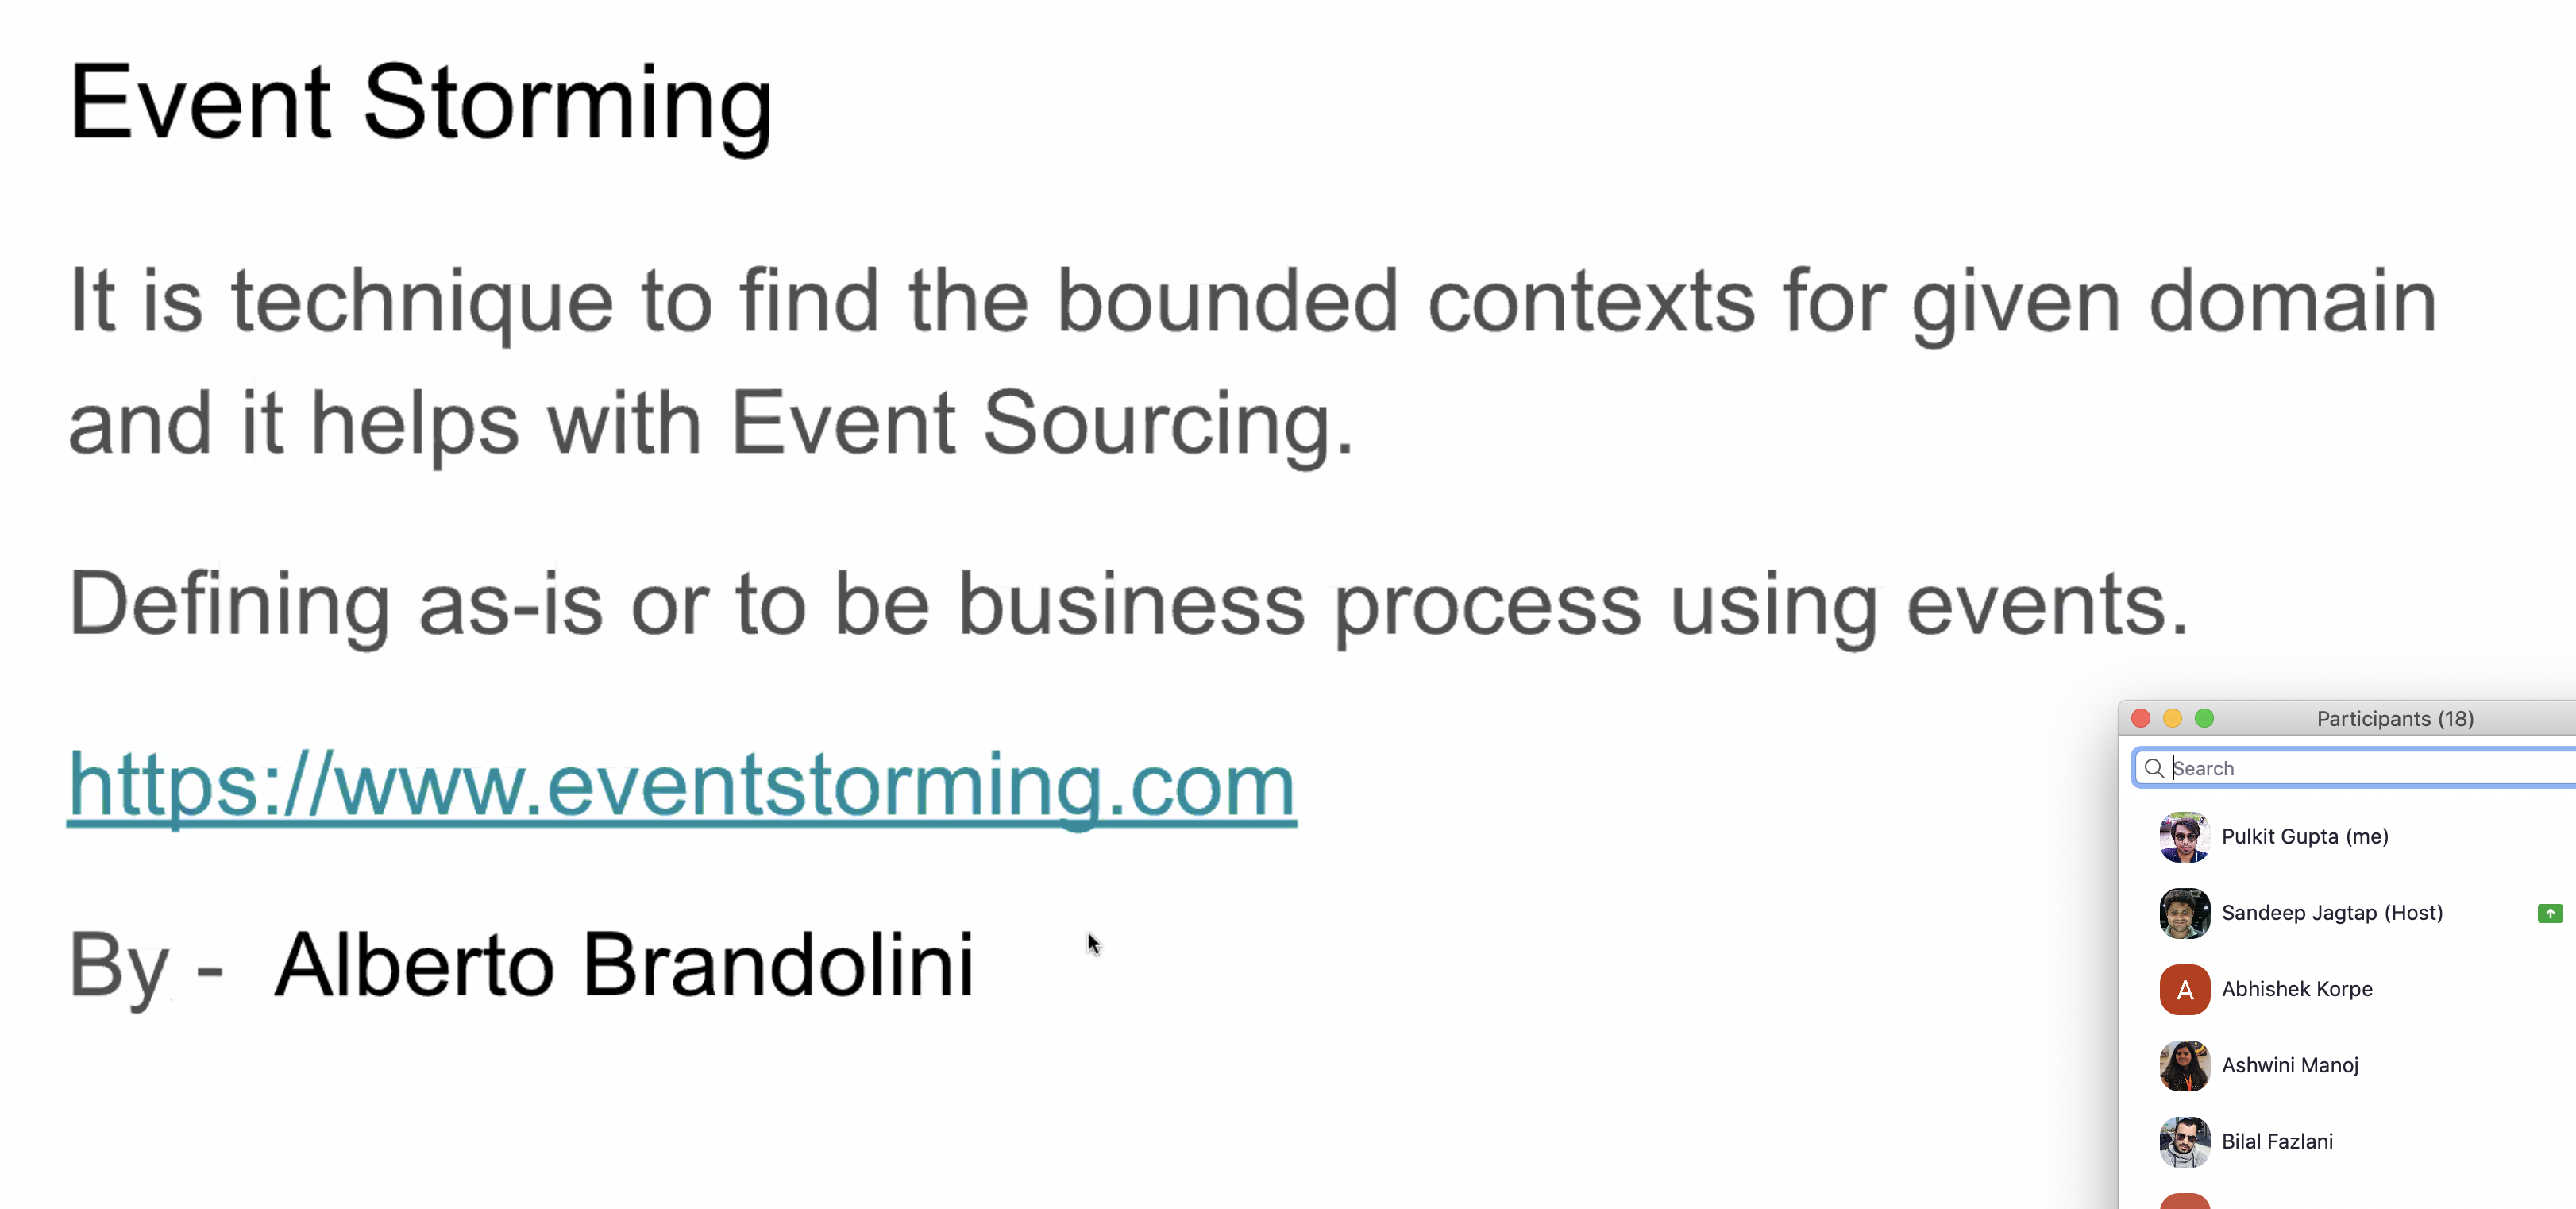 Event Storming
It is technique to find the bounded contexts for given domain
and it helps with Event Sourcing.
Defining as-is or to be business process using events.
https://www.eventstorming.com
By - Alberto Brandolini
Participants (18)
Search
Pulkit Gupta (me)
Sandeep Jagtap (Host)
A Abhishek Korpe
Ashwini Manoj
Bilal Fazlani